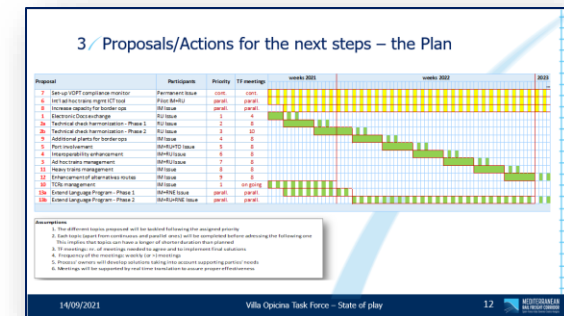 3 Proposals/Actions for the next steps – the Plan
Proposal Participants Priority TF meetings weeks 2021 weeks 2022 2023
7 Set-up VOPT compliance monitor Permanent Issue cont. cont.
6 Int'l ad hoc trains mgmt ICT tool Pilot IM+RU parall. parall.
8 Increase capacity for border ops IM Issue parall. parall.
1 Electronic Docs exchange RU Issue 1 4
2a Technical check harmonization - Phase 1 RU Issue 2 8
2b Technical check harmonization - Phase 2 RU Issue 3 10
9 Additional plants for border ops IM Issue 4 8
5 Port involvement IM+RU+TO Issue 5 8
4 Interoperability enhancement IM+RU Issue 6 8
3 Ad hoc trains management IM+RU Issue 7 8
11 Heavy trains management IM Issue 8 8
12 Enhancement of alternatives routes IM Issue 9 8
10 TCRs management IM Issue 1 on going
13a Extend Language Program - Phase 1 IM+RNE Issue parall. parall.
13b Extend Language Program - Phase 2 IM+RU+RNE Issue parall. parall.
Assumptions
1. The different topics proposed will be tackled following the assigned priority
2. Each topic (apart from continuous and parallel ones) will be completed before adressing the following one
This implies that topics can have a longer of shorter duration than planned
3. TF meetings: nr. of meetings needed to agree and to implement final solutions
4. Frequency of the meetings: weekly (or n) meetings
5. Process' owners will develop solutions taking into account supporting parties' needs
6. Meetings will be supported by real time translation to assure proper effectiveness
14/09/2021 Villa Opicina Task Force – State of play 12 MEDITERRANEAN
RAIL FREIGHT CORRIDOR